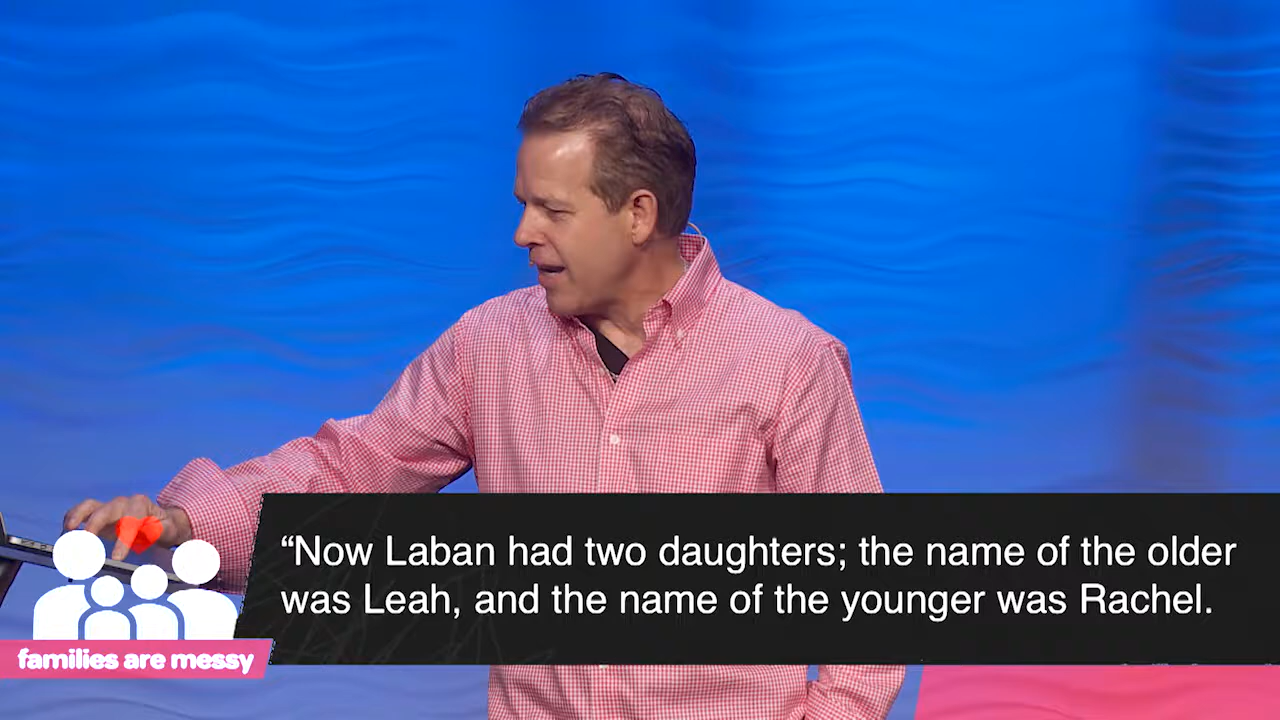 “Now Laban had two daughters; the name of the older
was Leah, and the name of the younger was Rachel.
families are messy